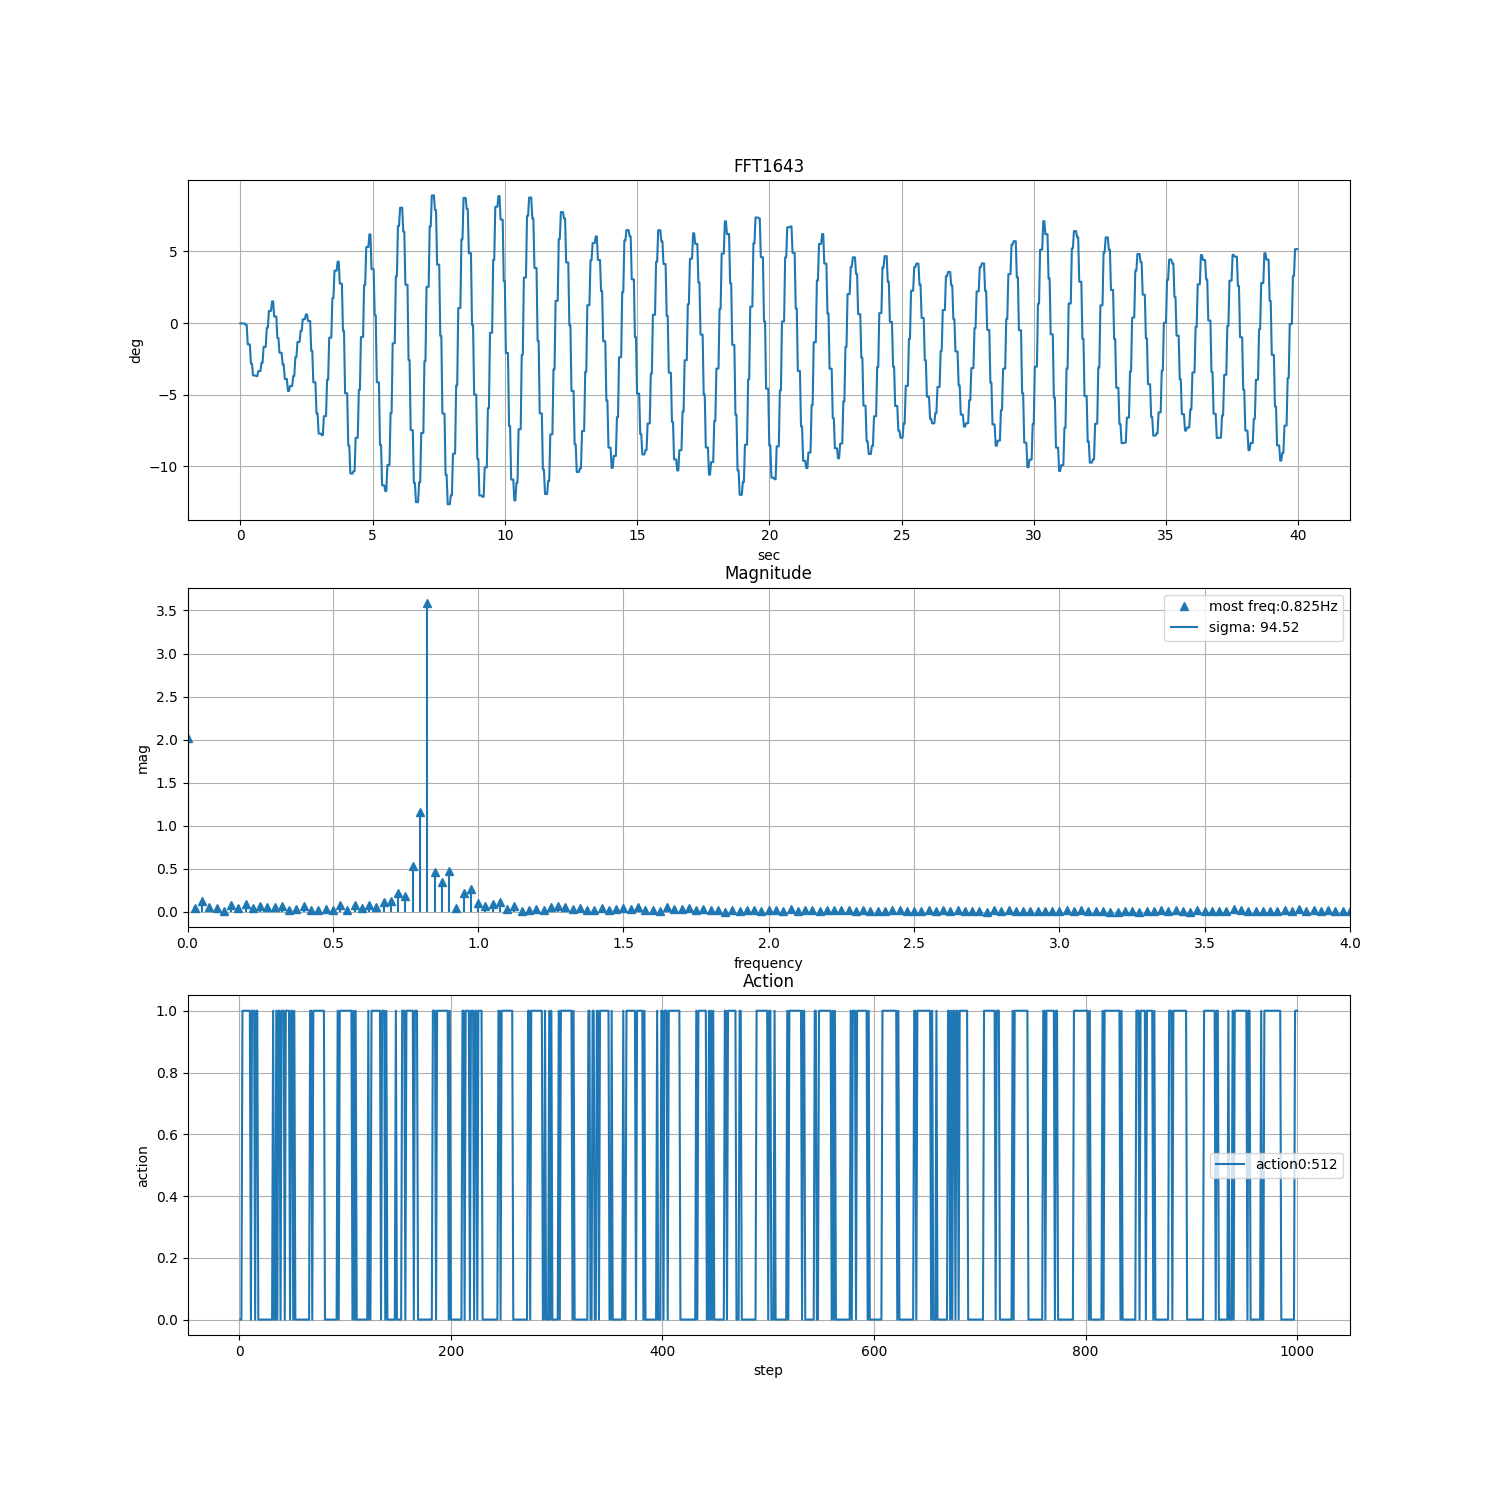 FFT1643
5
0
−5
−10
deg
0 5 10 15 20 25 30 35 40
sec
Magnitude
most freq:0.825Hz
sigma: 94.52
3.5
3.0
2.5
2.0
1.5
1.0
0.5
0.0
mag
0.0 0.5 1.0 1.5 2.0 2.5 3.0 3.5 4.0
frequency
Action
1.0
0.8
0.6
0.4
0.2
0.0
action
action0:512
0 200 400 600 800 1000
step